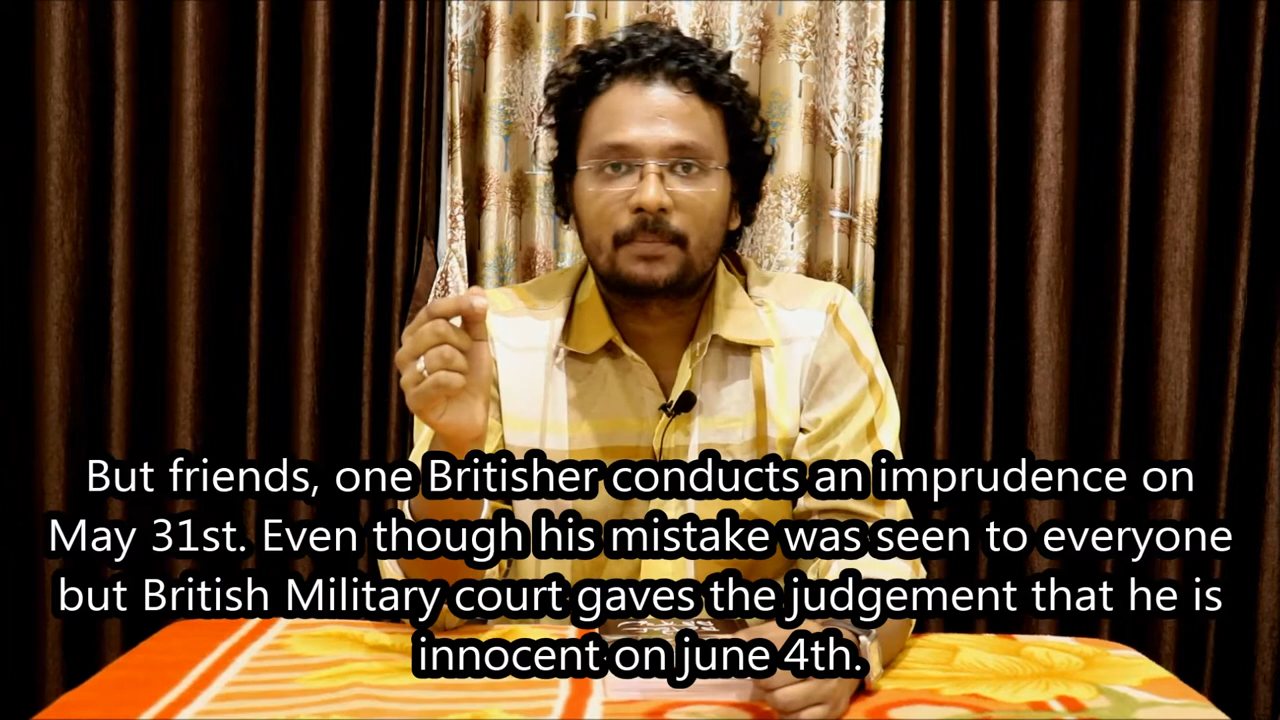 But friends, one Britisher conducts an imprudence on
May 31st. Even though his mistake was seen to everyone
but British Military court gaves the judgement that he is
innocent on june 4th.